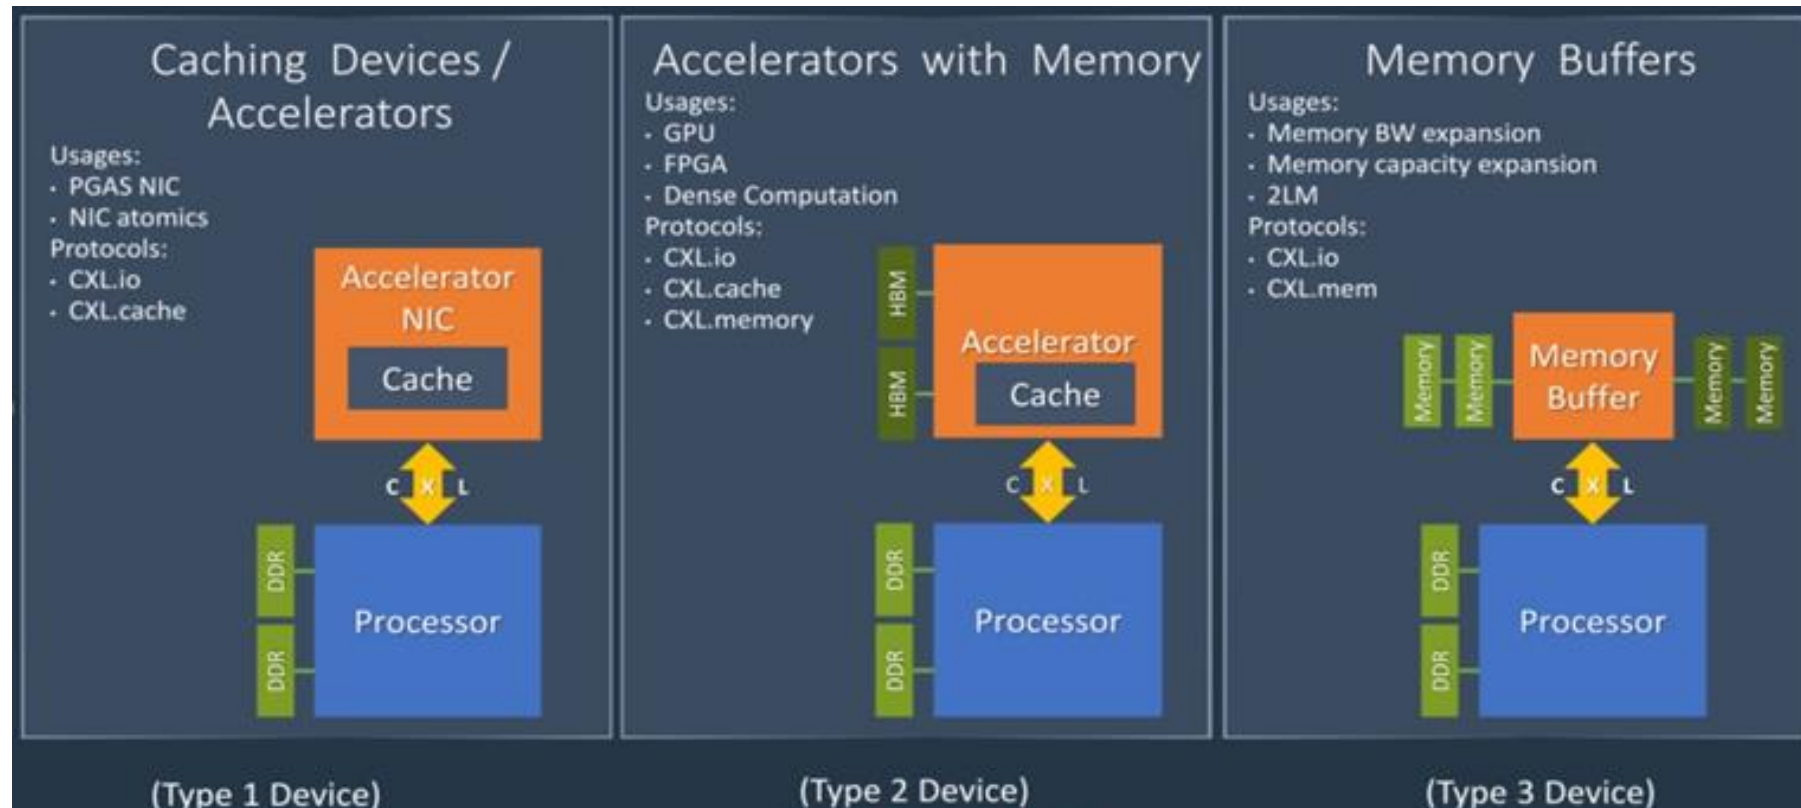 Caching Devices /
Accelerators
Usages:
· PGAS NIC
· NIC atomics
Protocols:
· CXL.io
· CXL.cache
Accelerator
NIC
Cache
C X L
DDR
DDR
Processor
(Type 1 Device)
Accelerators with Memory
Usages:
· GPU
· FPGA
· Dense Computation
Protocols:
· CXL.io
· CXL.cache
· CXL.memory
HBM
HBM
Accelerator
Cache
C X L
DDR
DDR
Processor
(Type 2 Device)
Memory Buffers
Usages:
· Memory BW expansion
· Memory capacity expansion
· 2LM
Protocols:
· CXL.io
· CXL.mem
Memory
Memory
Memory
Buffer
Memory
Memory
C X L
DDR
DDR
Processor
(Type 3 Device)